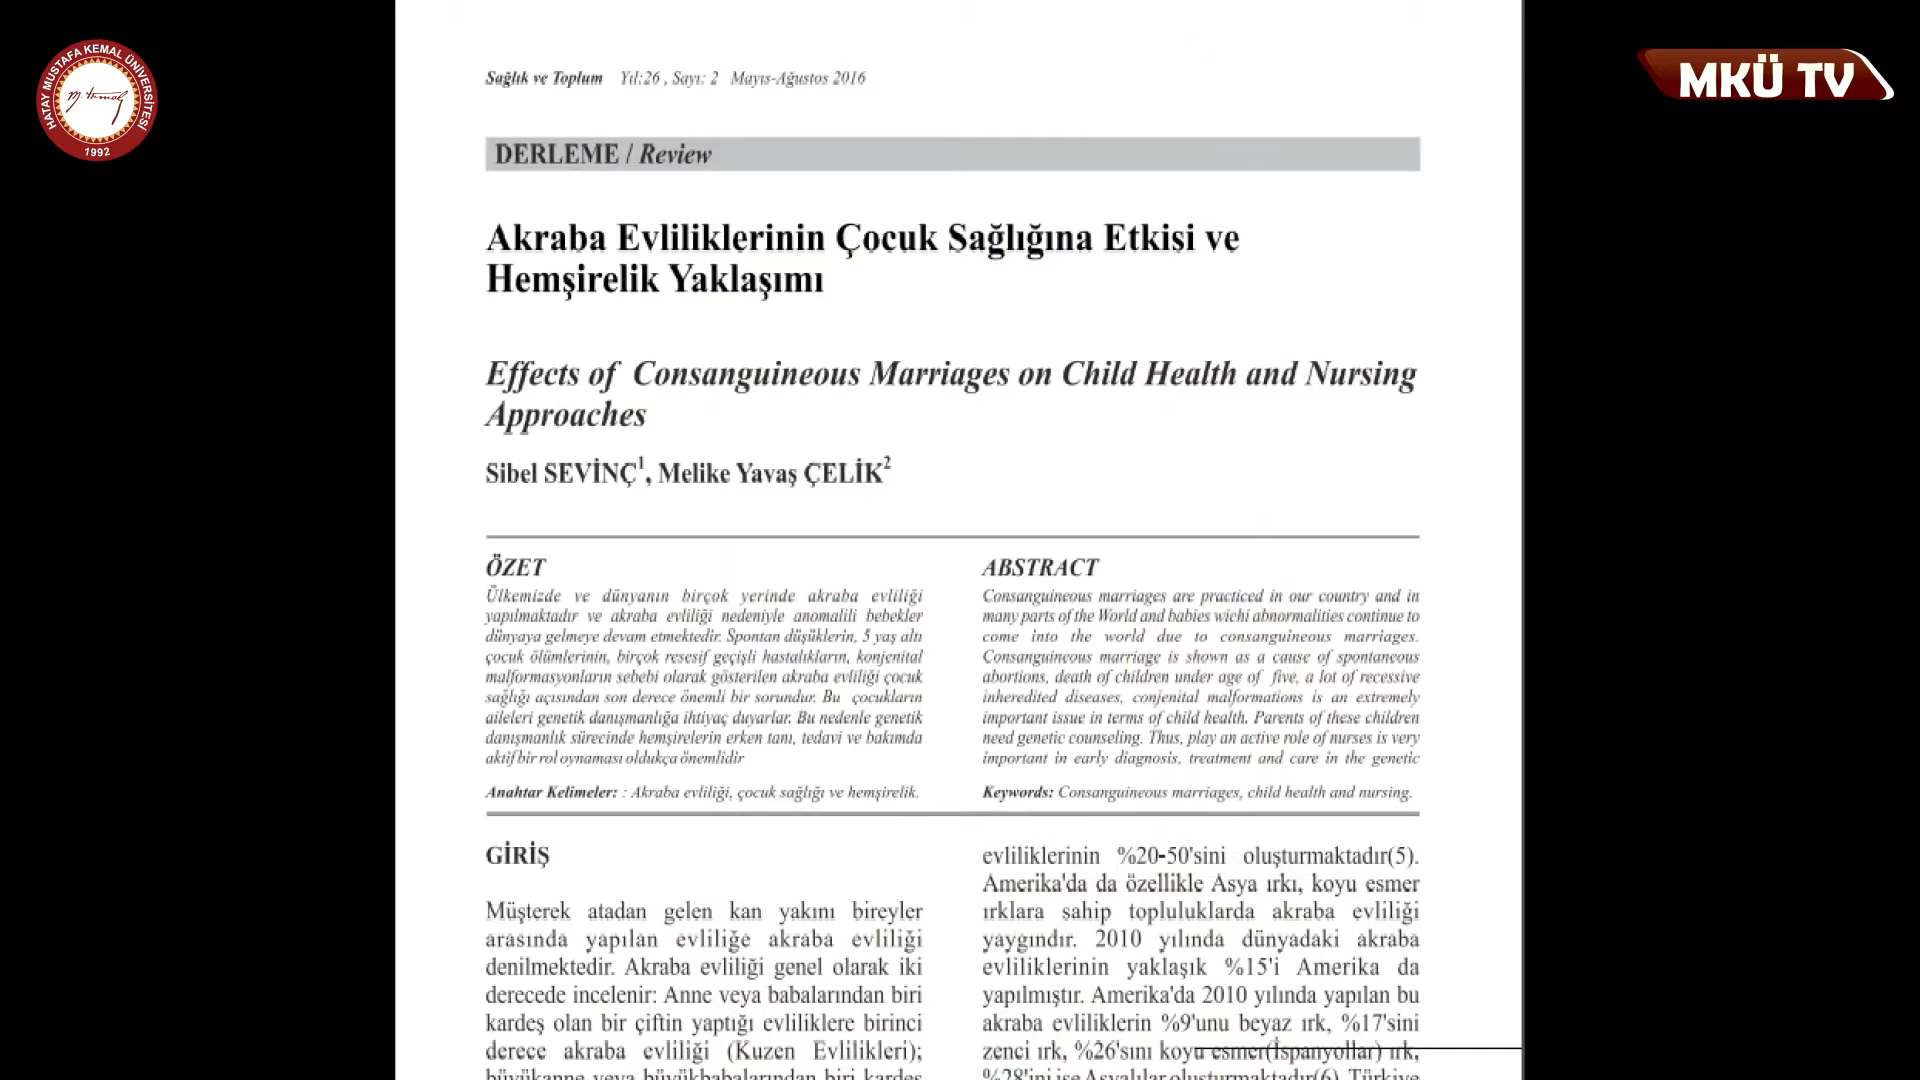 HATAY MUSTAFA KEMAL ÜNİVERSİTESİ
1992
MKÜ TV
Sağlık ve Toplum Yıl:26 , Sayı: 2 Mayıs-Ağustos 2016
DERLEME / Review
Akraba Evliliklerinin Çocuk Sağlığına Etkisi ve
Hemşirelik Yaklaşımı
Effects of Consanguineous Marriages on Child Health and Nursing
Approaches
Sibel SEVİNÇ1, Melike Yavaş ÇELİK2
ÖZET
Ülkemizde ve dünyanın birçok yerinde akraba evliliği
yapılmaktadır ve akraba evliliği nedeniyle anomalili bebekler
dünyaya gelmeye devam etmektedir. Spontan düşüklerin, 5 yaş altı
çocuk ölümlerinin, birçok resesif geçişli hastalıkların, konjenital
malformasyonların sebebi olarak gösterilen akraba evliliği çocuk
sağlığı açısından son derece önemli bir sorundur. Bu çocukların
aileleri genetik danışmanlığa ihtiyaç duyarlar. Bu nedenle genetik
danışmanlık sürecinde hemşirelerin erken tanı, tedavi ve bakımda
aktif bir rol oynaması oldukça önemlidir
Anahtar Kelimeler: : Akraba evliliği, çocuk sağlığı ve hemşirelik.
ABSTRACT
Consanguineous marriages are practiced in our country and in
many parts of the World and babies wichi abnormalities continue to
come into the world due to consanguineous marriages.
Consanguineous marriage is shown as a cause of spontaneous
abortions, death of children under age of five, a lot of recessive
inheredited diseases, conjenital malformations is an extremely
important issue in terms of child health. Parents of these children
need genetic counseling. Thus, play an active role of nurses is very
important in early diagnosis, treatment and care in the genetic
Keywords: Consanguineous marriages, child health and nursing.
GİRİŞ
Müşterek atadan gelen kan yakını bireyler
arasında yapılan evliliğe akraba evliliği
denilmektedir. Akraba evliliği genel olarak iki
derecede incelenir: Anne veya babalarından biri
kardeş olan bir çiftin yaptığı evliliklere birinci
derece akraba evliliği (Kuzen Evlilikleri);
büyükanne veya büyükbabalarından biri kardeş
evliliklerinin %20-50'sini oluşturmaktadır(5).
Amerika'da da özellikle Asya ırkı, koyu esmer
ırklara sahip topluluklarda akraba evliliği
yaygındır. 2010 yılında dünyadaki akraba
evliliklerinin yaklaşık %15'i Amerika da
yapılmıştır. Amerika'da 2010 yılında yapılan bu
akraba evliliklerin %9'unu beyaz ırk, %17'sini
zenci ırk, %26'sını koyu esmer(İspanyollar) ırk,
%28'ini ise Asyalılar oluşturmaktadır(6). Türkiye